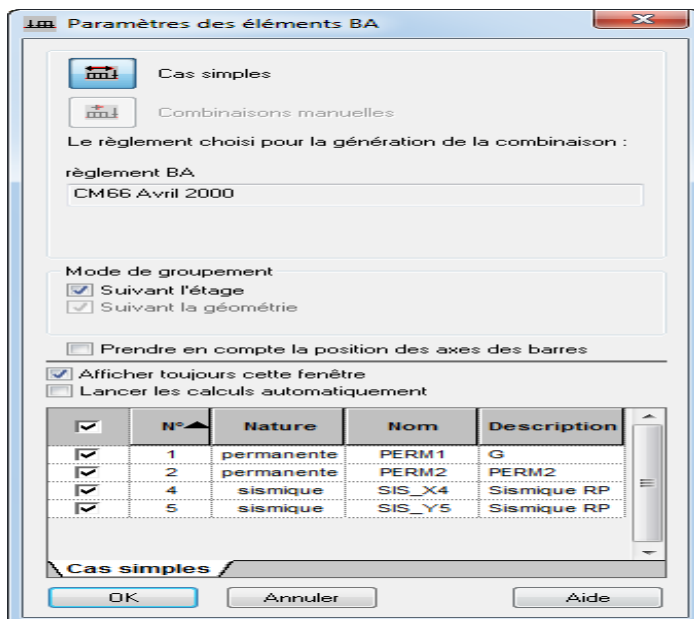 Paramètres des éléments BA
Cas simples
Combinaisons manuelles
Le règlement choisi pour la génération de la combinaison :
règlement BA
CM66 Avril 2000
Mode de groupement
Suivant l'étage
Suivant la géométrie
Prendre en compte la position des axes des barres
Afficher toujours cette fenêtre
Lancer les calculs automatiquement
N° Nature Nom Description
1 permanente PERM1 G
2 permanente PERM2 PERM2
4 sismique SIS_X4 Sismique RP
5 sismique SIS_Y5 Sismique RP
Cas simples
OK Annuler Aide